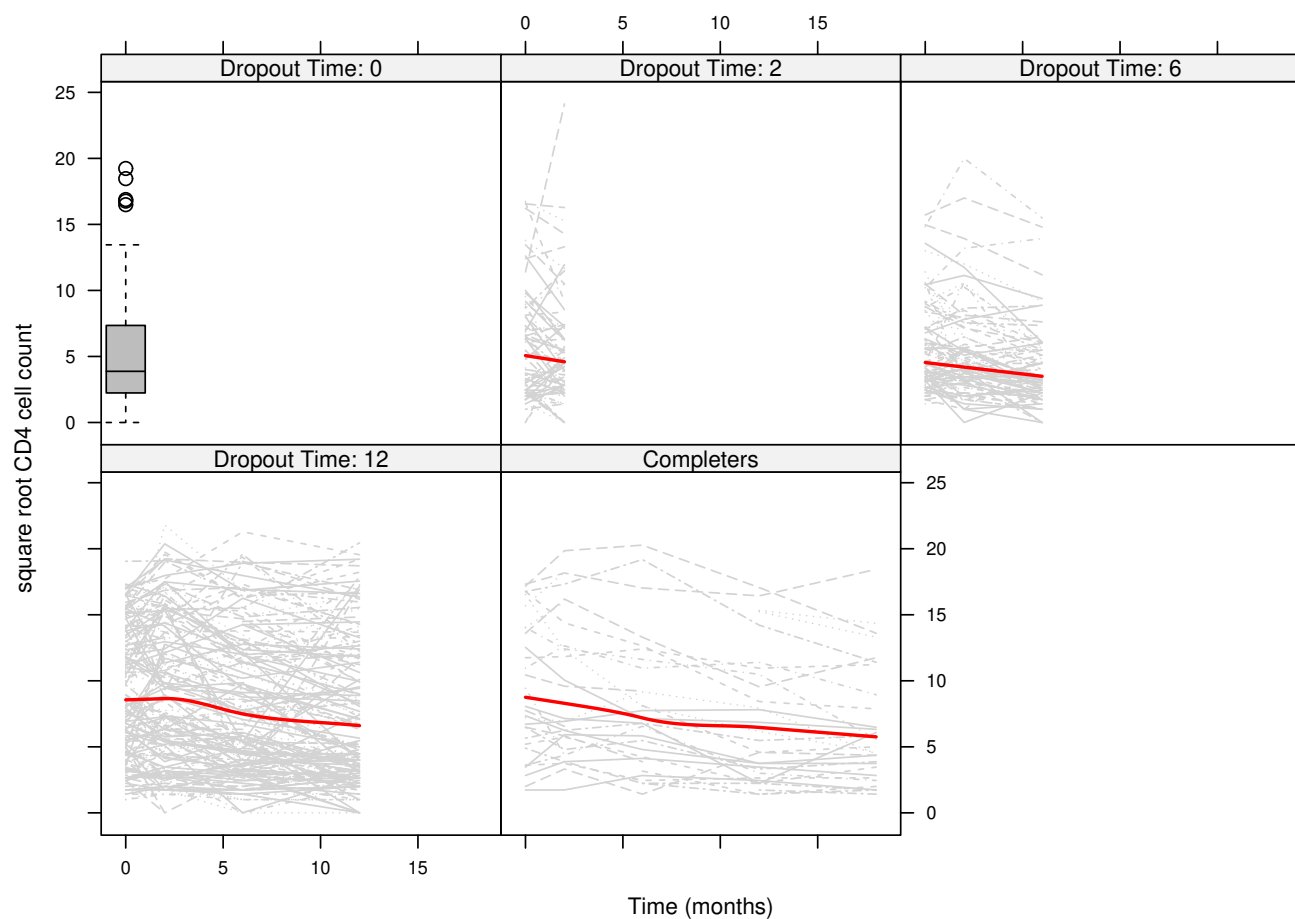 0 5 10 15
Dropout Time: 0 Dropout Time: 2 Dropout Time: 6
25
20
15
10
5
0
Dropout Time: 12 Completers
25
20
15
10
5
0
square root CD4 cell count
0 5 10 15
Time (months)